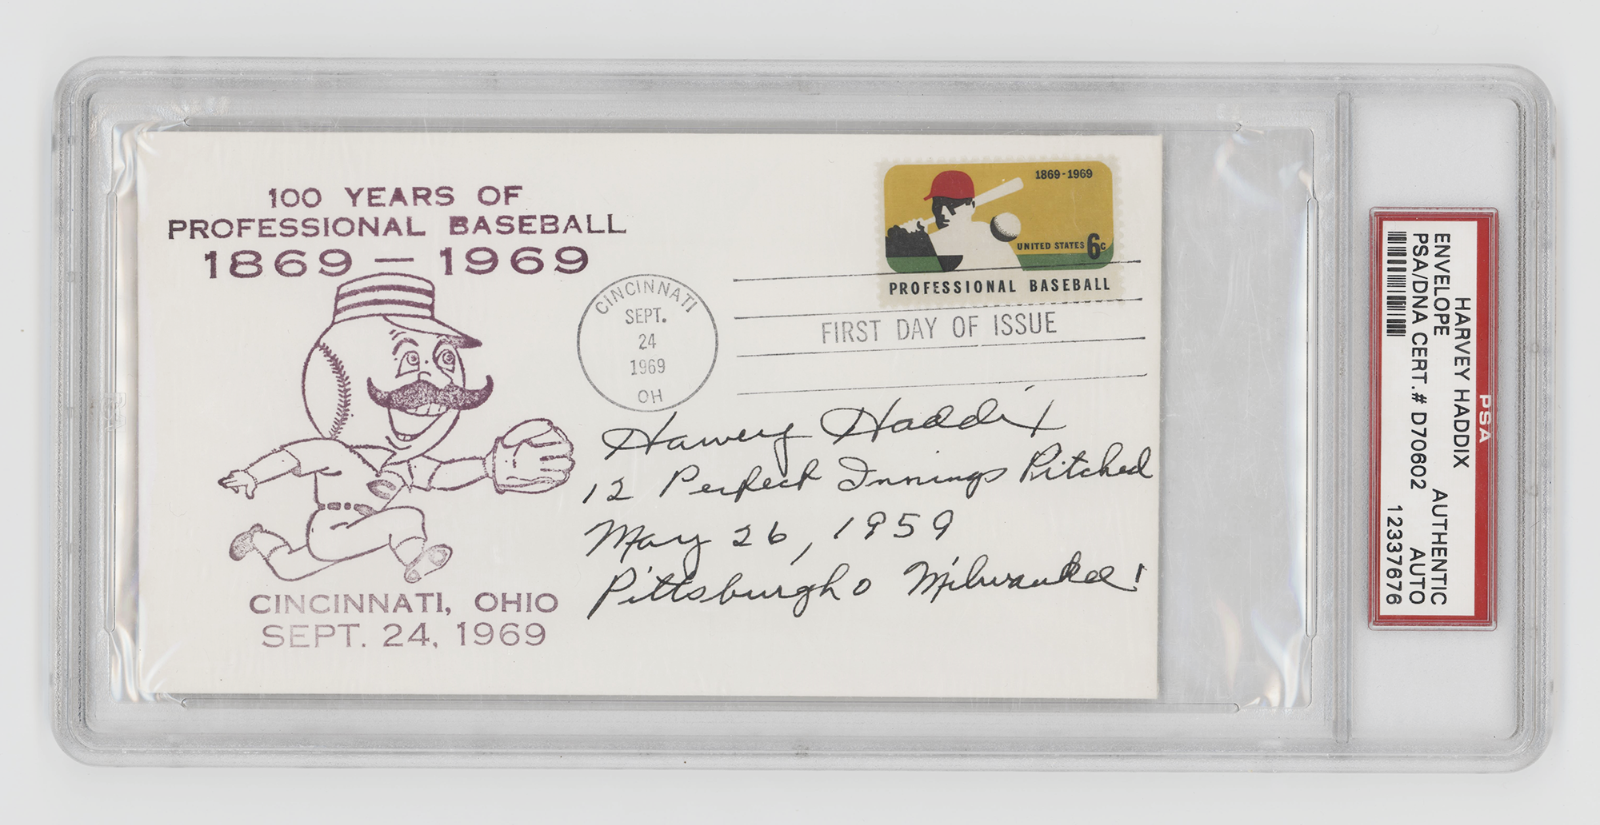 100 YEARS OF
PROFESSIONAL BASEBALL
1869 - 1969
CINCINNATI, OHIO
SEPT. 24, 1969
CINCINNATI
SEPT.
24
1969
OH
1869-1969
UNITED STATES 6c
PROFESSIONAL BASEBALL
FIRST DAY OF ISSUE
Harvey Haddix
12 Perfect Innings Pitched
May 26, 1959
Pittsburgh 0 Milwaukee 1
PSA
HARVEY HADDIX
ENVELOPE AUTHENTIC
PSA/DNA CERT.# D70602 AUTO
12337676